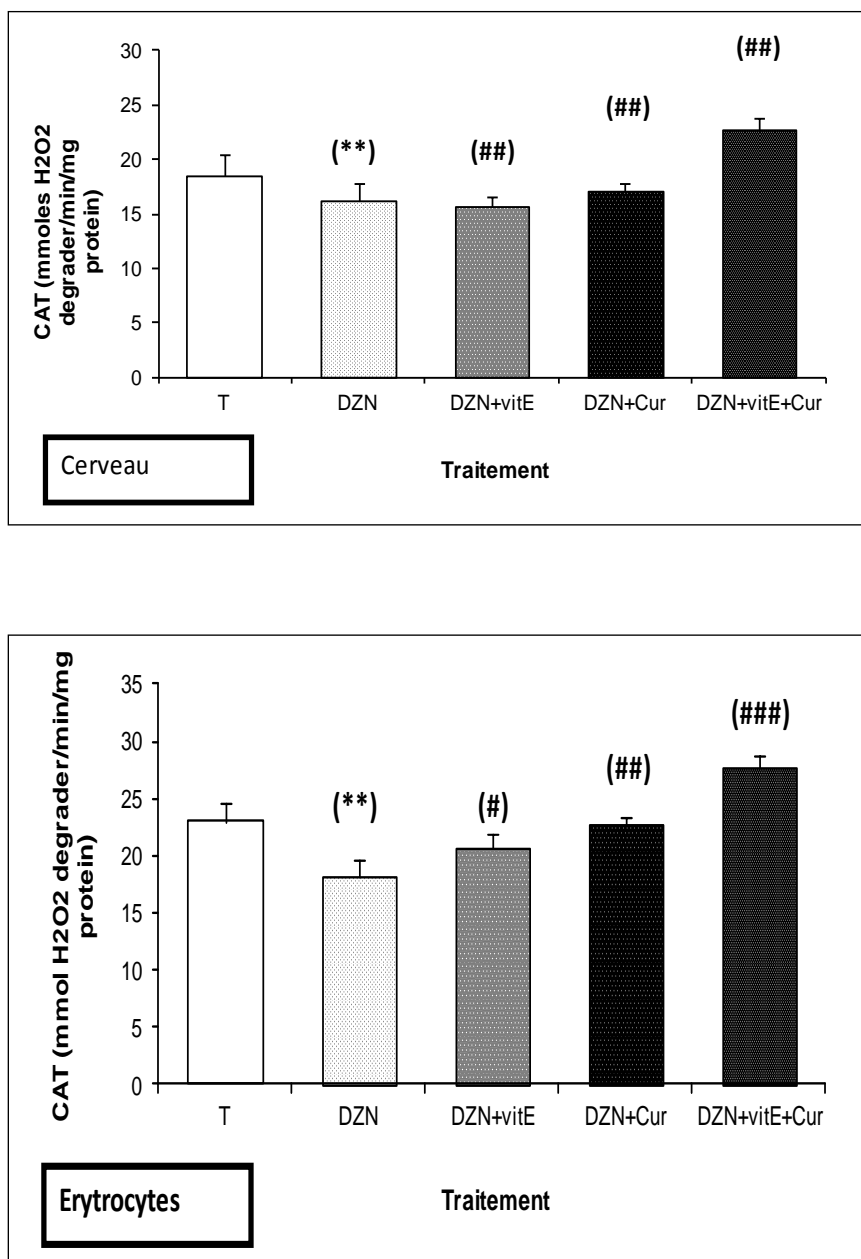 30
25
20
15
10
5
0
CAT (mmoles H2O2
degrader/min/mg
protein)
(**)
(##)
(##)
(##)
T DZN DZN+vitE DZN+Cur DZN+vitE+Cur
Cerveau
Traitement
35
30
25
20
15
10
5
0
CAT (mmol H2O2 degrader/min/mg
protein)
(**)
(#)
(##)
(###)
T DZN DZN+vitE DZN+Cur DZN+vitE+Cur
Erytrocytes
Traitement